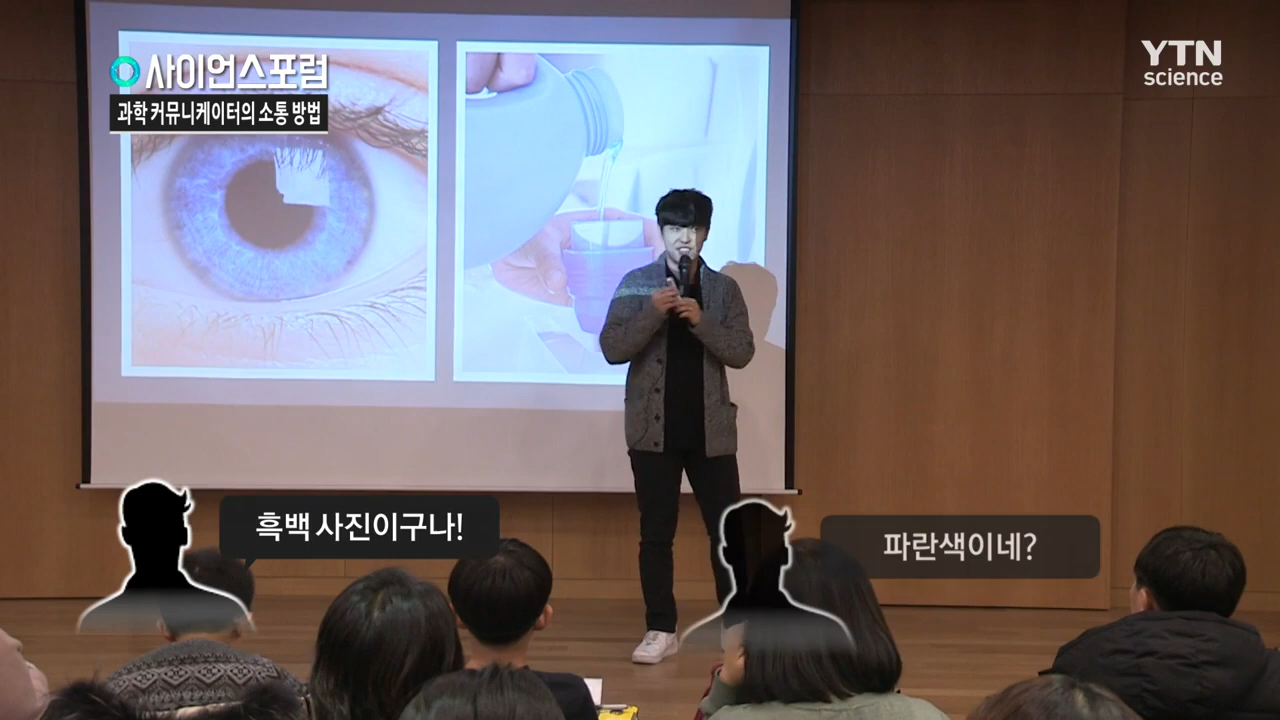 사이언스포럼
과학 커뮤니케이터의 소통 방법
YTN
science
흑백 사진이구나!
파란색이네?